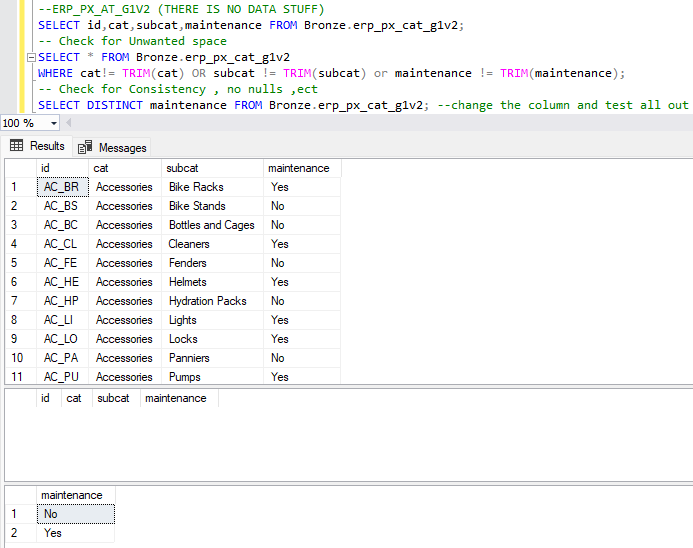 --ERP_PX_AT_G1V2 (THERE IS NO DATA STUFF)
SELECT id,cat,subcat,maintenance FROM Bronze.erp_px_cat_g1v2;
-- Check for Unwanted space
SELECT * FROM Bronze.erp_px_cat_g1v2
WHERE cat!= TRIM(cat) OR subcat != TRIM(subcat) or maintenance != TRIM(maintenance);
-- Check for Consistency , no nulls ,ect
SELECT DISTINCT maintenance FROM Bronze.erp_px_cat_g1v2; --change the column and test all out
100 %
Results Messages
id cat subcat maintenance
1 AC_BR Accessories Bike Racks Yes
2 AC_BS Accessories Bike Stands No
3 AC_BC Accessories Bottles and Cages No
4 AC_CL Accessories Cleaners Yes
5 AC_FE Accessories Fenders No
6 AC_HE Accessories Helmets Yes
7 AC_HP Accessories Hydration Packs No
8 AC_LI Accessories Lights Yes
9 AC_LO Accessories Locks Yes
10 AC_PA Accessories Panniers No
11 AC_PU Accessories Pumps Yes
id cat subcat maintenance
maintenance
1 No
2 Yes